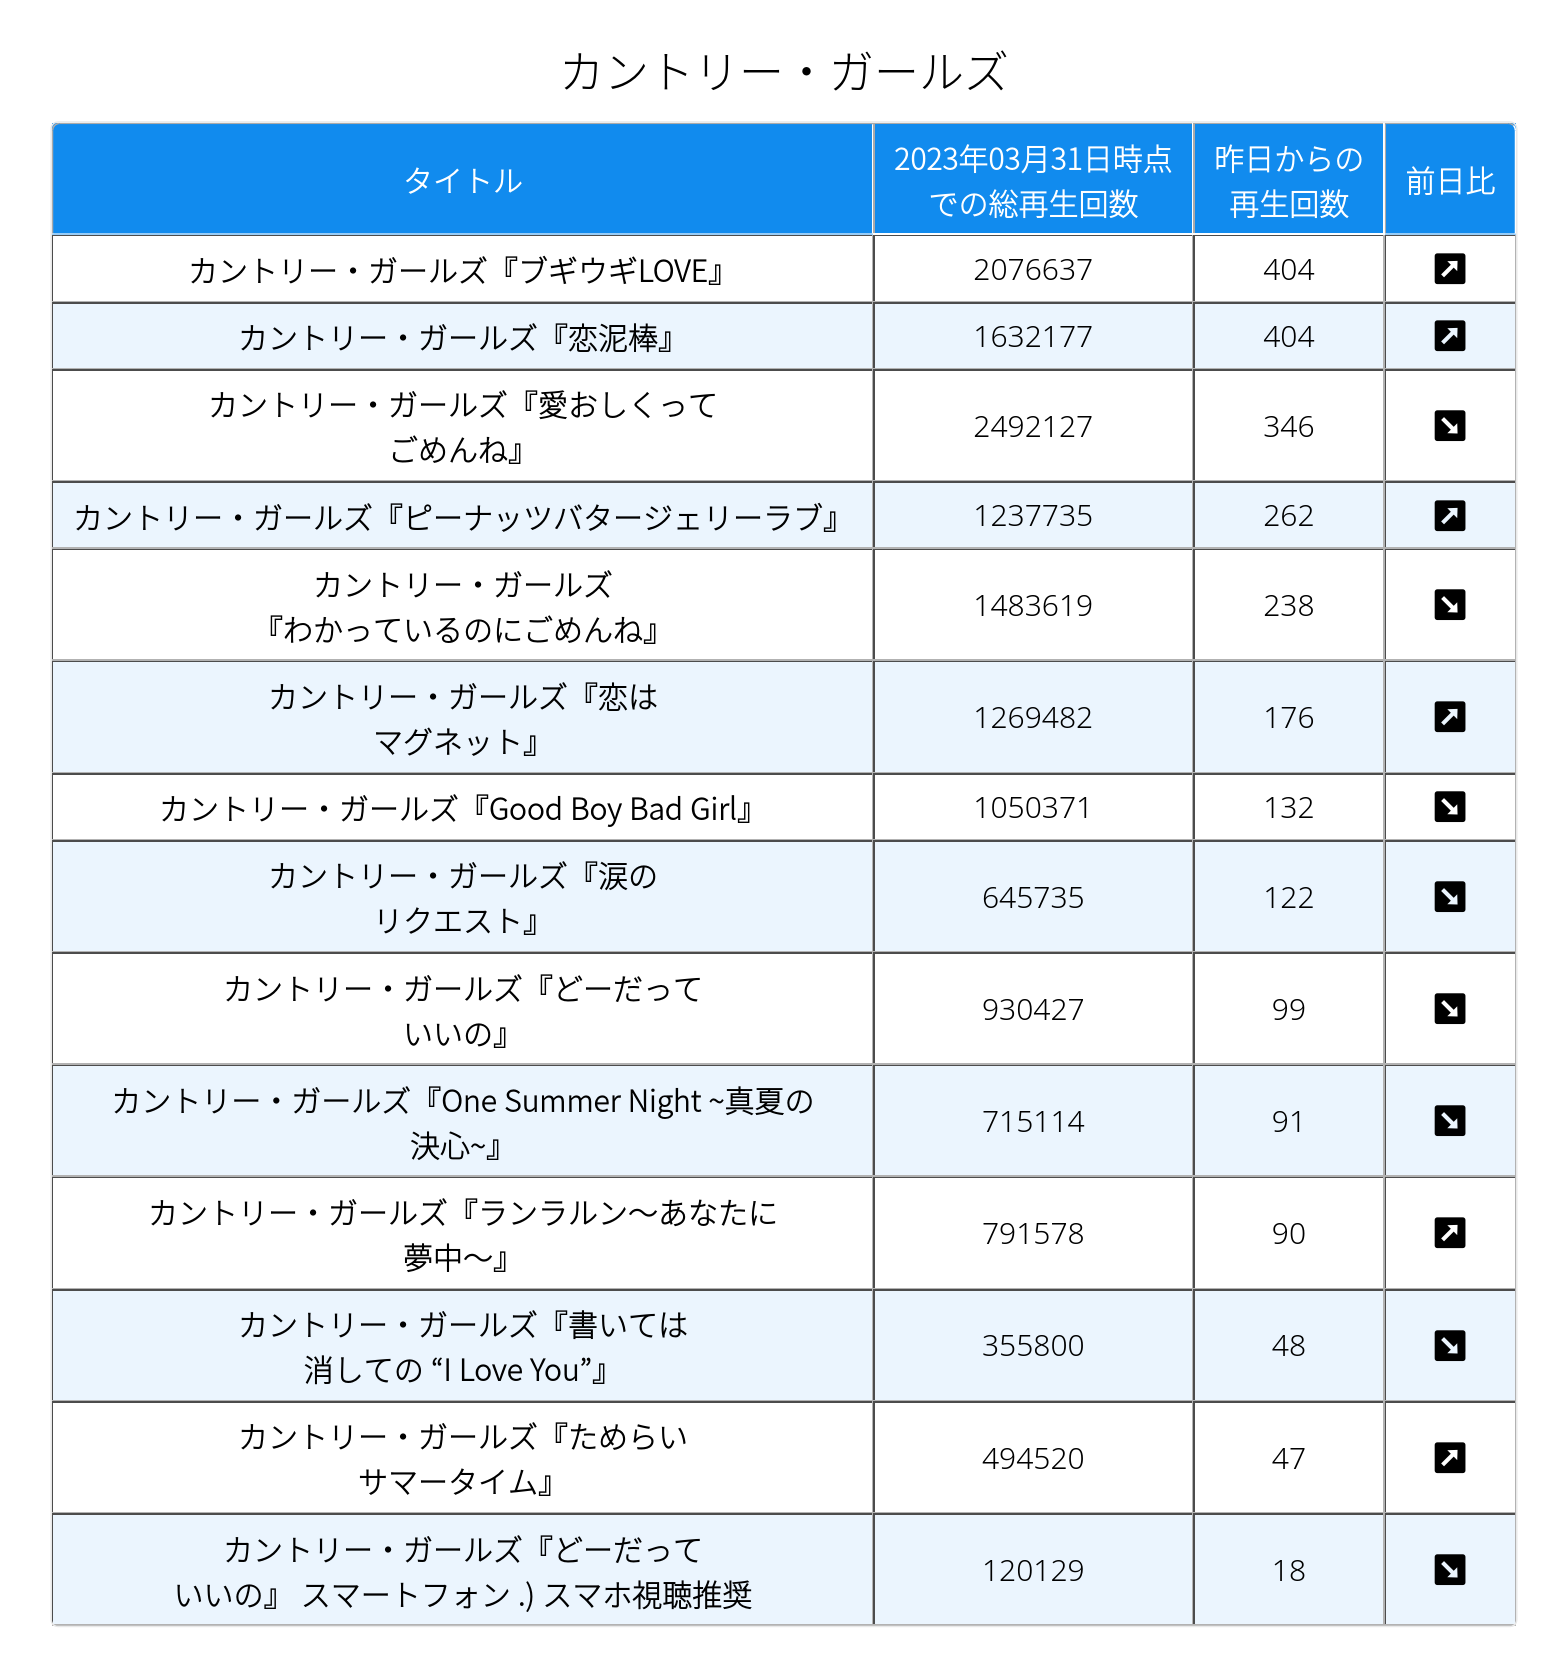 カントリー・ガールズ
タイトル
2023年03月31日時点
での総再生回数
昨日からの
再生回数
前日比
カントリー・ガールズ『ブギウギLOVE』
2076637
404
カントリー・ガールズ『恋泥棒』
1632177
404
カントリー・ガールズ『愛おしくって
ごめんね』
2492127
346
カントリー・ガールズ『ピーナッツバタージェリーラブ』
1237735
262
カントリー・ガールズ
『わかっているのにごめんね』
1483619
238
カントリー・ガールズ『恋は
マグネット』
1269482
176
カントリー・ガールズ『Good Boy Bad Girl』
1050371
132
カントリー・ガールズ『涙の
リクエスト』
645735
122
カントリー・ガールズ『どーだって
いいの』
930427
99
カントリー・ガールズ『One Summer Night ~真夏の
決心~』
715114
91
カントリー・ガールズ『ランラルン〜あなたに
夢中〜』
791578
90
カントリー・ガールズ『書いては
消しての “I Love You”』
355800
48
カントリー・ガールズ『ためらい
サマータイム』
494520
47
カントリー・ガールズ『どーだって
いいの』 スマートフォン .) スマホ視聴推奨
120129
18